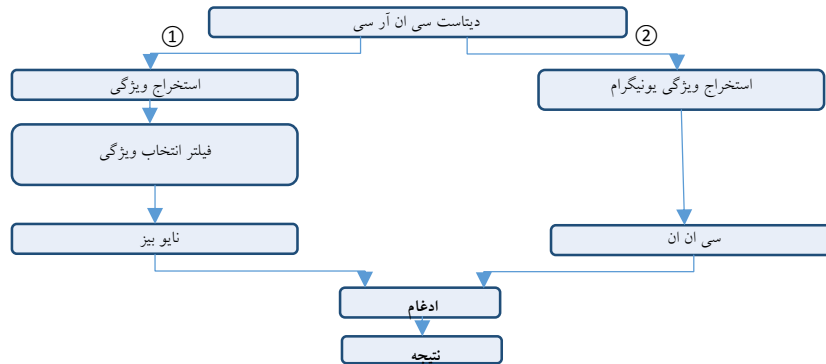 دیتاست سی ان آر سی
①
②
استخراج ویژگی
استخراج ویژگی یونیگرام
فیلتر انتخاب ویژگی
نایو بیز
سی ان ان
ادغام
نتیجه